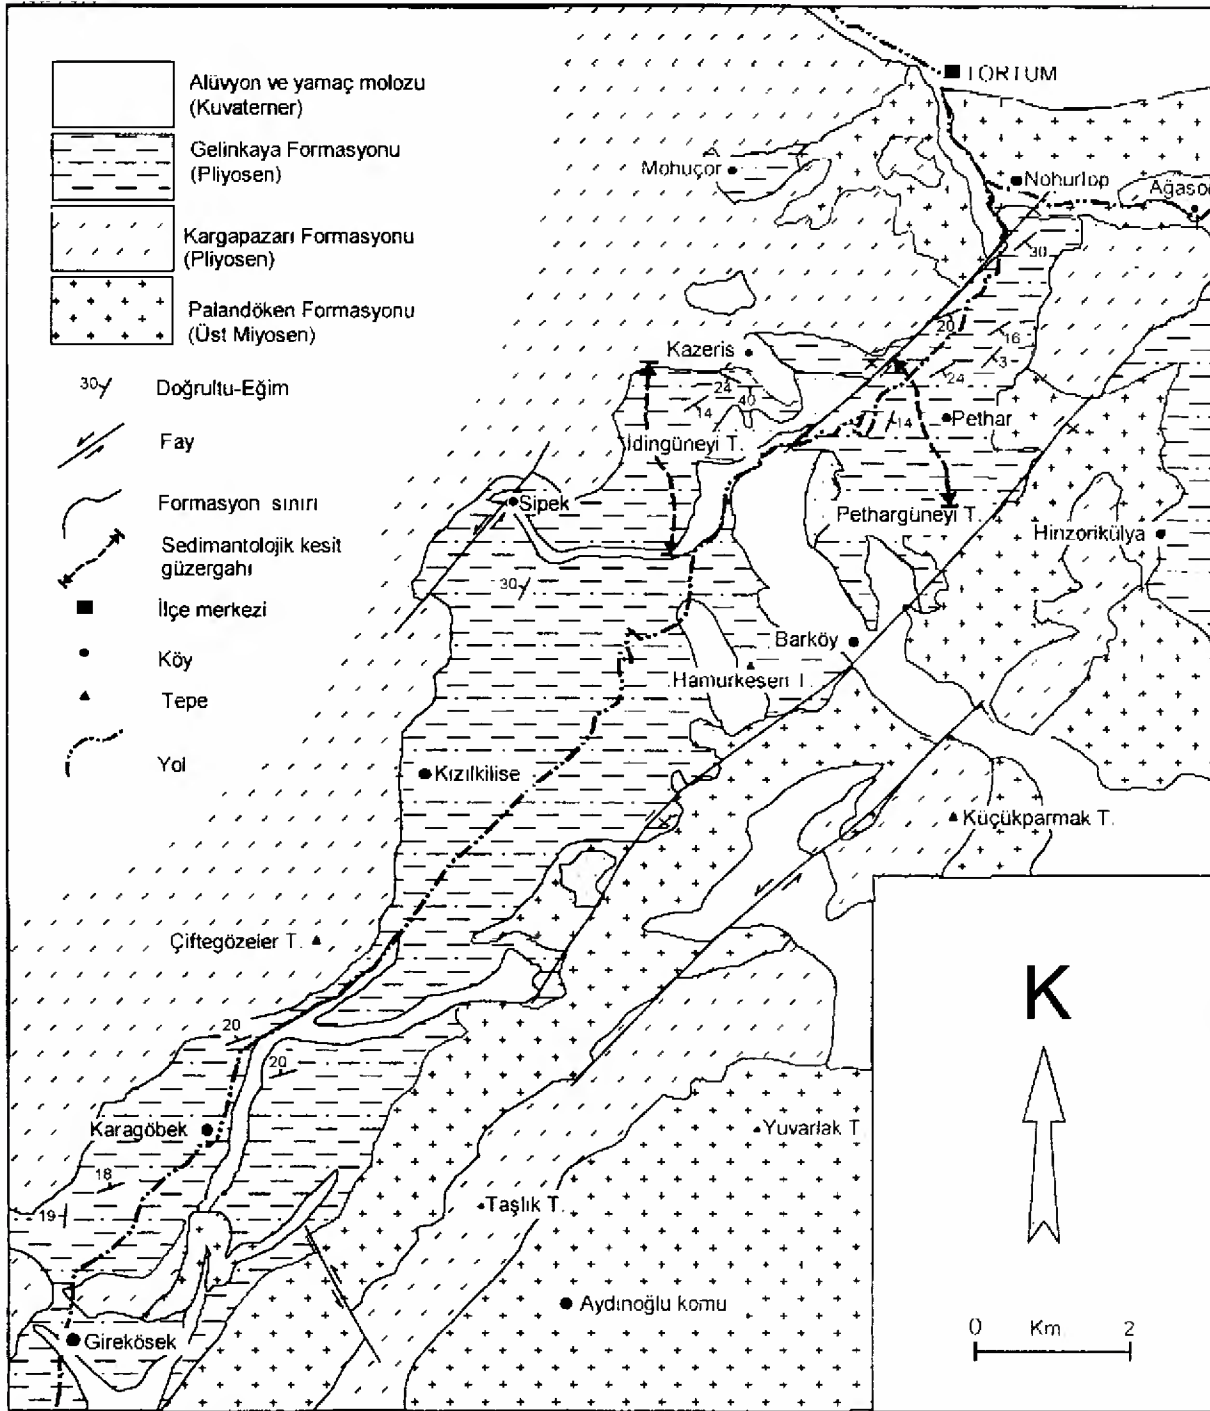 Alüvyon ve yamaç molozu
(Kuvaterner)
Gelinkaya Formasyonu
(Pliyosen)
Kargapazarı Formasyonu
(Pliyosen)
Palandöken Formasyonu
(Üst Miyosen)
30
Doğrultu-Eğim
Fay
Formasyon sınırı
Sedimantolojik kesit
güzergahı
İlçe merkezi
Köy
Tepe
Yol
TORTUM
Mohuçor
Nohurtop
30
20
16
Kazeris
3
24
24
40
14
14
Pethar
Idingüneyi T.
Sipek
Pethargüneyi T.
Hinzorikülya
30
Barköy
Hamurkesen T.
Kızılkilise
Küçükparmak T.
Çiftegözeler T.
K
20
20
Karagöbek
Yuvarlak T
18
Taşlık T.
19
Aydınoğlu komu
Girekösek
0 Km. 2